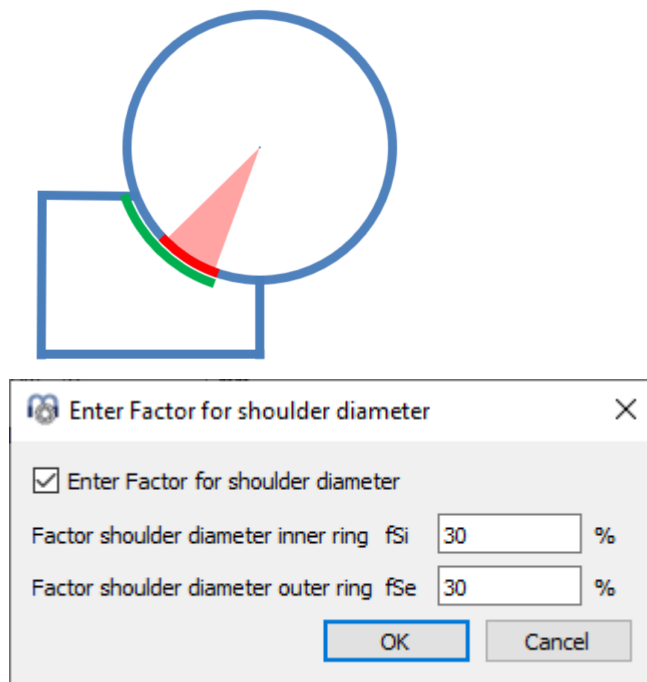 Enter Factor for shoulder diameter
Enter Factor for shoulder diameter
Factor shoulder diameter inner ring fSi 30 %
Factor shoulder diameter outer ring fSe 30 %
OK Cancel